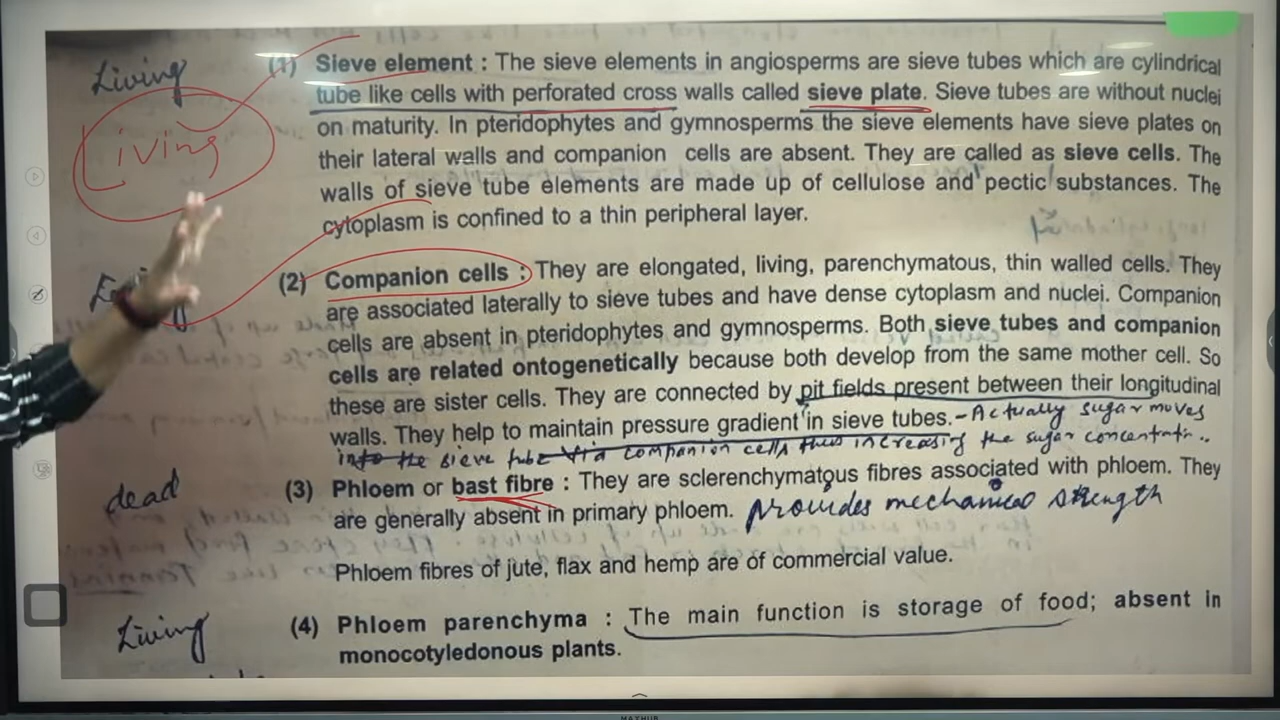 Living
Living
(1) Sieve element : The sieve elements in angiosperms are sieve tubes which are cylindrical
tube like cells with perforated cross walls called sieve plate. Sieve tubes are without nuclei
on maturity. In pteridophytes and gymnosperms the sieve elements have sieve plates on
their lateral walls and companion cells are absent. They are called as sieve cells. The
walls of sieve tube elements are made up of cellulose and pectic substances. The
cytoplasm is confined to a thin peripheral layer.
(2) Companion cells : They are elongated, living, parenchymatous, thin walled cells. They
are associated laterally to sieve tubes and have dense cytoplasm and nuclei. Companion
cells are absent in pteridophytes and gymnosperms. Both sieve tubes and companion
cells are related ontogenetically because both develop from the same mother cell. So
these are sister cells. They are connected by pit fields present between their longitudinal
walls. They help to maintain pressure gradient in sieve tubes. - Actually sugar moves
into the sieve tube via companion cells thus increasing the sugar concentration..
dead
(3) Phloem or bast fibre : They are sclerenchymatous fibres associated with phloem. They
are generally absent in primary phloem. provides mechanical strength
Phloem fibres of jute, flax and hemp are of commercial value.
Living
(4) Phloem parenchyma : The main function is storage of food; absent in
monocotyledonous plants.